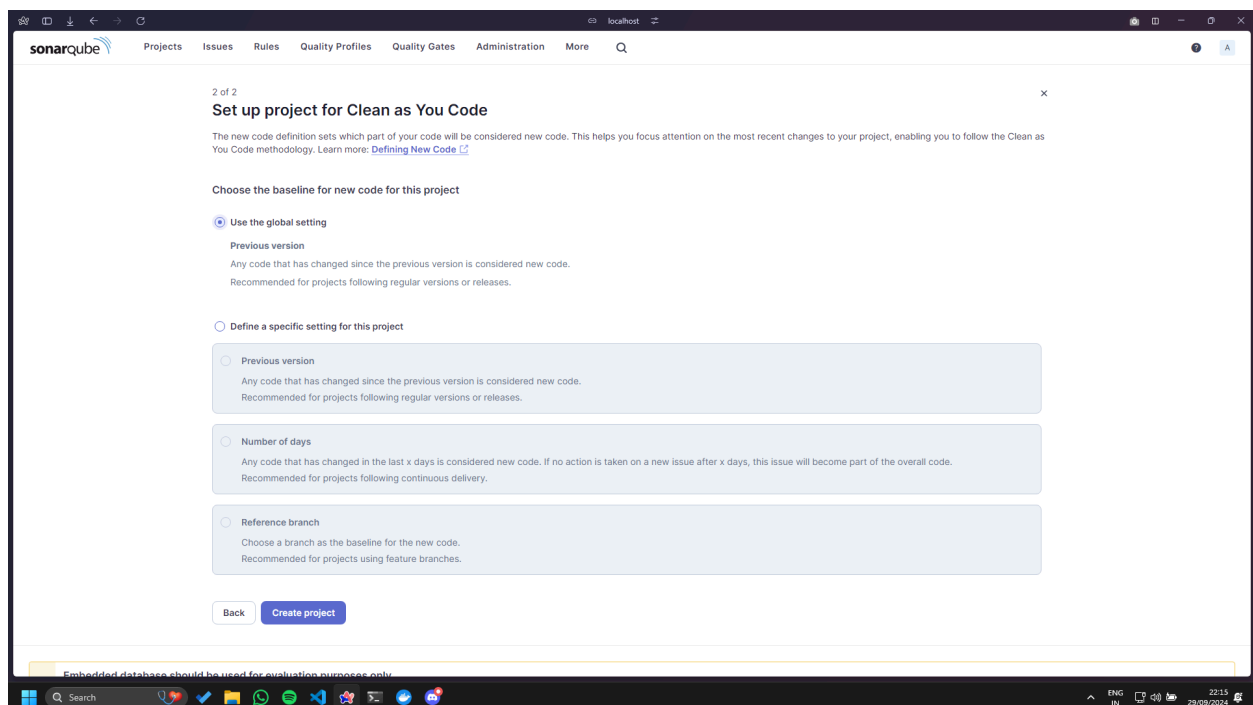 localhost
sonarqube Projects Issues Rules Quality Profiles Quality Gates Administration More A
2 of 2
Set up project for Clean as You Code
The new code definition sets which part of your code will be considered new code. This helps you focus attention on the most recent changes to your project, enabling you to follow the Clean as
You Code methodology. Learn more: Defining New Code
Choose the baseline for new code for this project
Use the global setting
Previous version
Any code that has changed since the previous version is considered new code.
Recommended for projects following regular versions or releases.
Define a specific setting for this project
Previous version
Any code that has changed since the previous version is considered new code.
Recommended for projects following regular versions or releases.
Number of days
Any code that has changed in the last x days is considered new code. If no action is taken on a new issue after x days, this issue will become part of the overall code.
Recommended for projects following continuous delivery.
Reference branch
Choose a branch as the baseline for the new code.
Recommended for projects using feature branches.
Back Create project
Embedded database should be used for evaluation purposes only
Search
ENG 22:15
IN 29/09/2024